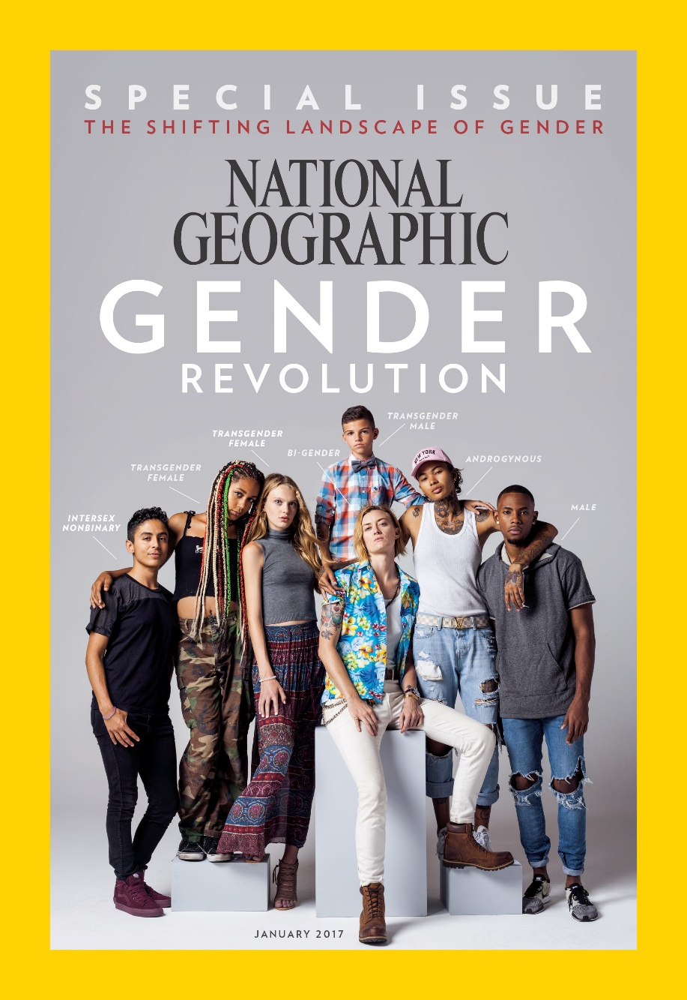 SPECIAL ISSUE
THE SHIFTING LANDSCAPE OF GENDER
NATIONAL
GEOGRAPHIC
GENDER
REVOLUTION
TRANSGENDER
MALE
TRANSGENDER
FEMALE
BI-GENDER
NEW YORK
ANDROGYNOUS
TRANSGENDER
FEMALE
MALE
INTERSEX
NONBINARY
JANUARY 2017